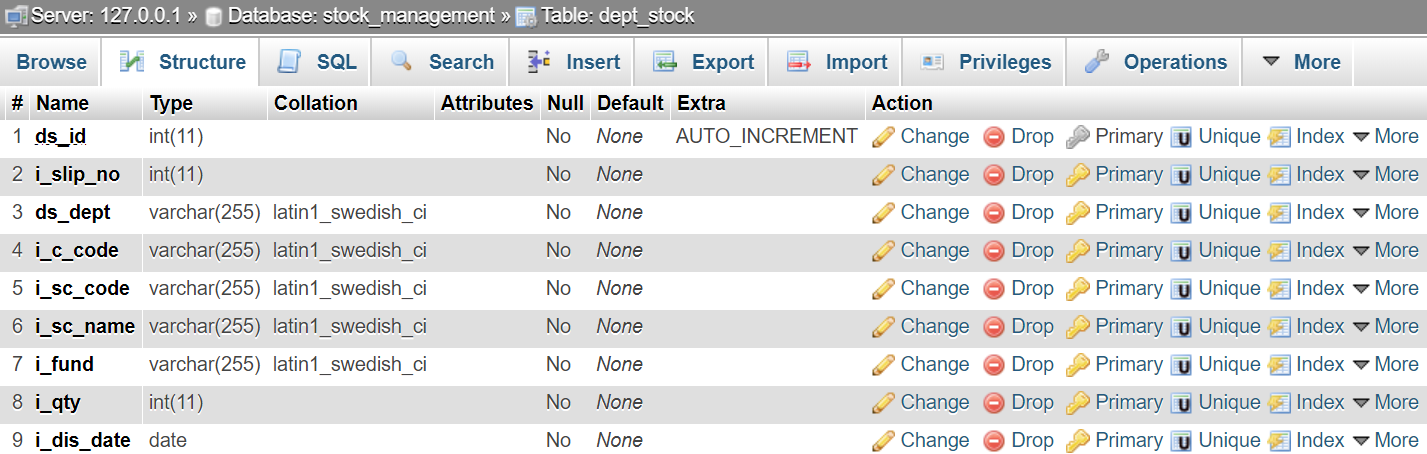 Server: 127.0.0.1 » Database: stock_management » Table: dept_stock
Browse Structure SQL Search Insert Export Import Privileges Operations More
# Name Type Collation Attributes Null Default Extra Action
1 ds_id int(11) No None AUTO_INCREMENT Change Drop Primary Unique Index More
2 i_slip_no int(11) No None Change Drop Primary Unique Index More
3 ds_dept varchar(255) latin1_swedish_ci No None Change Drop Primary Unique Index More
4 i_c_code varchar(255) latin1_swedish_ci No None Change Drop Primary Unique Index More
5 i_sc_code varchar(255) latin1_swedish_ci No None Change Drop Primary Unique Index More
6 i_sc_name varchar(255) latin1_swedish_ci No None Change Drop Primary Unique Index More
7 i_fund varchar(255) latin1_swedish_ci No None Change Drop Primary Unique Index More
8 i_qty int(11) No None Change Drop Primary Unique Index More
9 i_dis_date date No None Change Drop Primary Unique Index More